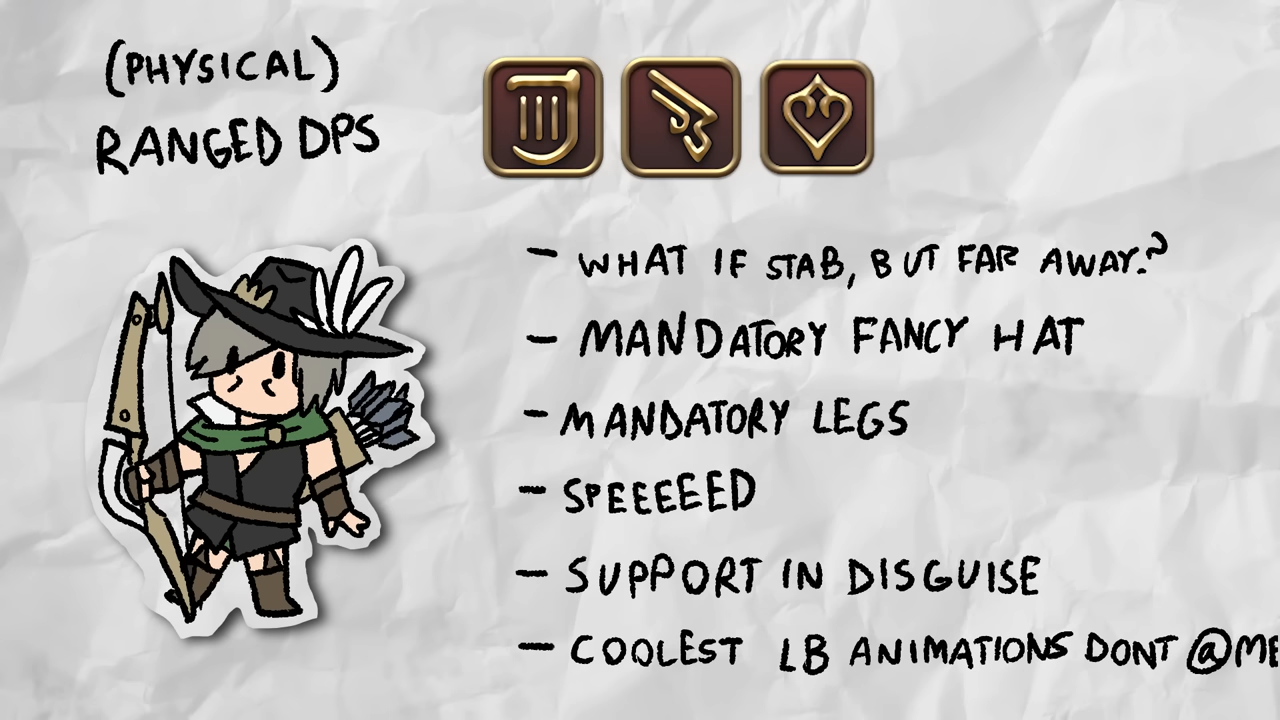 (PHYSICAL)
RANGED DPS
- WHAT IF STAB, BUT FAR AWAY.?
- MANDATORY FANCY HAT
- MANDATORY LEGS
- SPEEEEED
- SUPPORT IN DISGUISE
- COOLEST LB ANIMATIONS DONT @ME